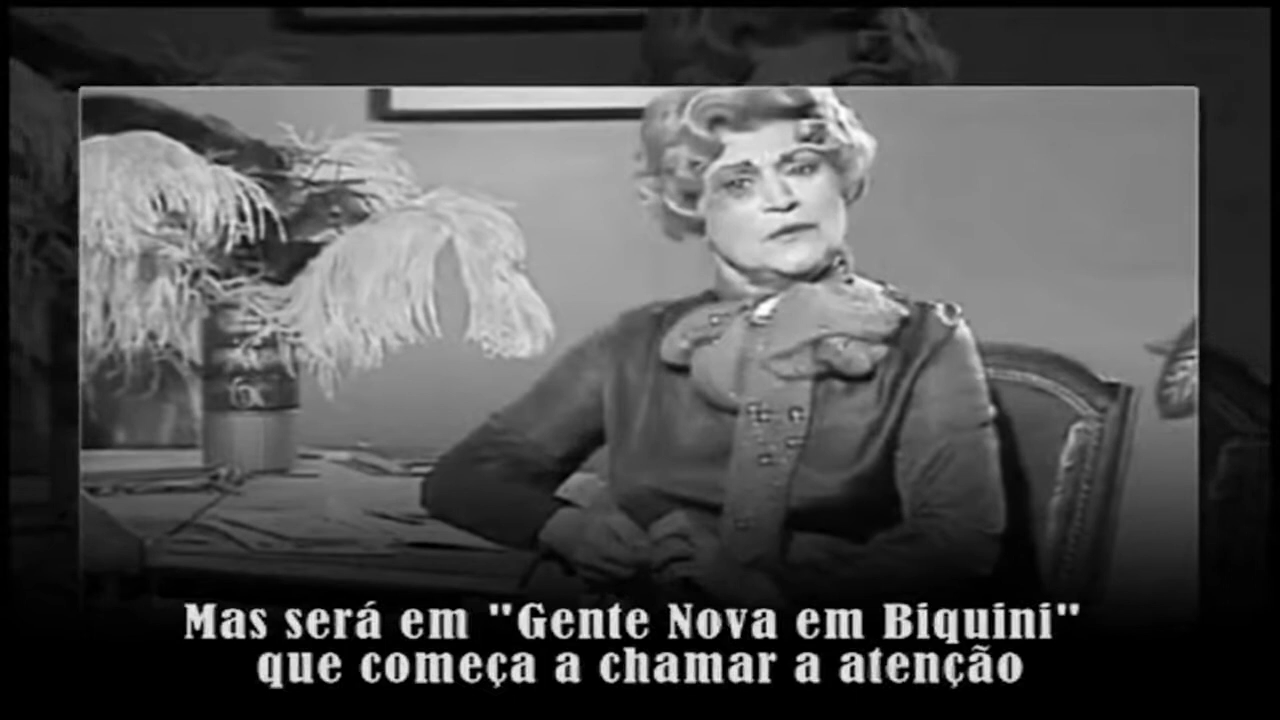 Mas será em "Gente Nova em Biquini"
que começa a chamar a atenção